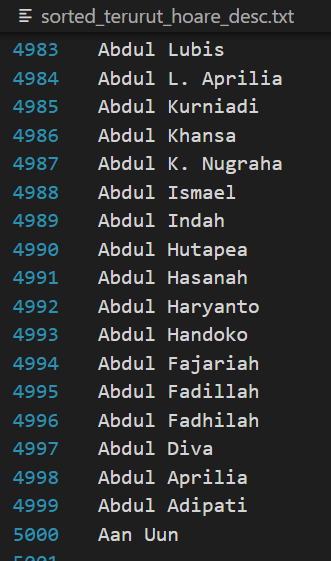 sorted_terurut_hoare_desc.txt
4983 Abdul Lubis
4984 Abdul L. Aprilia
4985 Abdul Kurniadi
4986 Abdul Khansa
4987 Abdul K. Nugraha
4988 Abdul Ismael
4989 Abdul Indah
4990 Abdul Hutapea
4991 Abdul Hasanah
4992 Abdul Haryanto
4993 Abdul Handoko
4994 Abdul Fajariah
4995 Abdul Fadillah
4996 Abdul Fadhilah
4997 Abdul Diva
4998 Abdul Aprilia
4999 Abdul Adipati
5000 Aan Uun